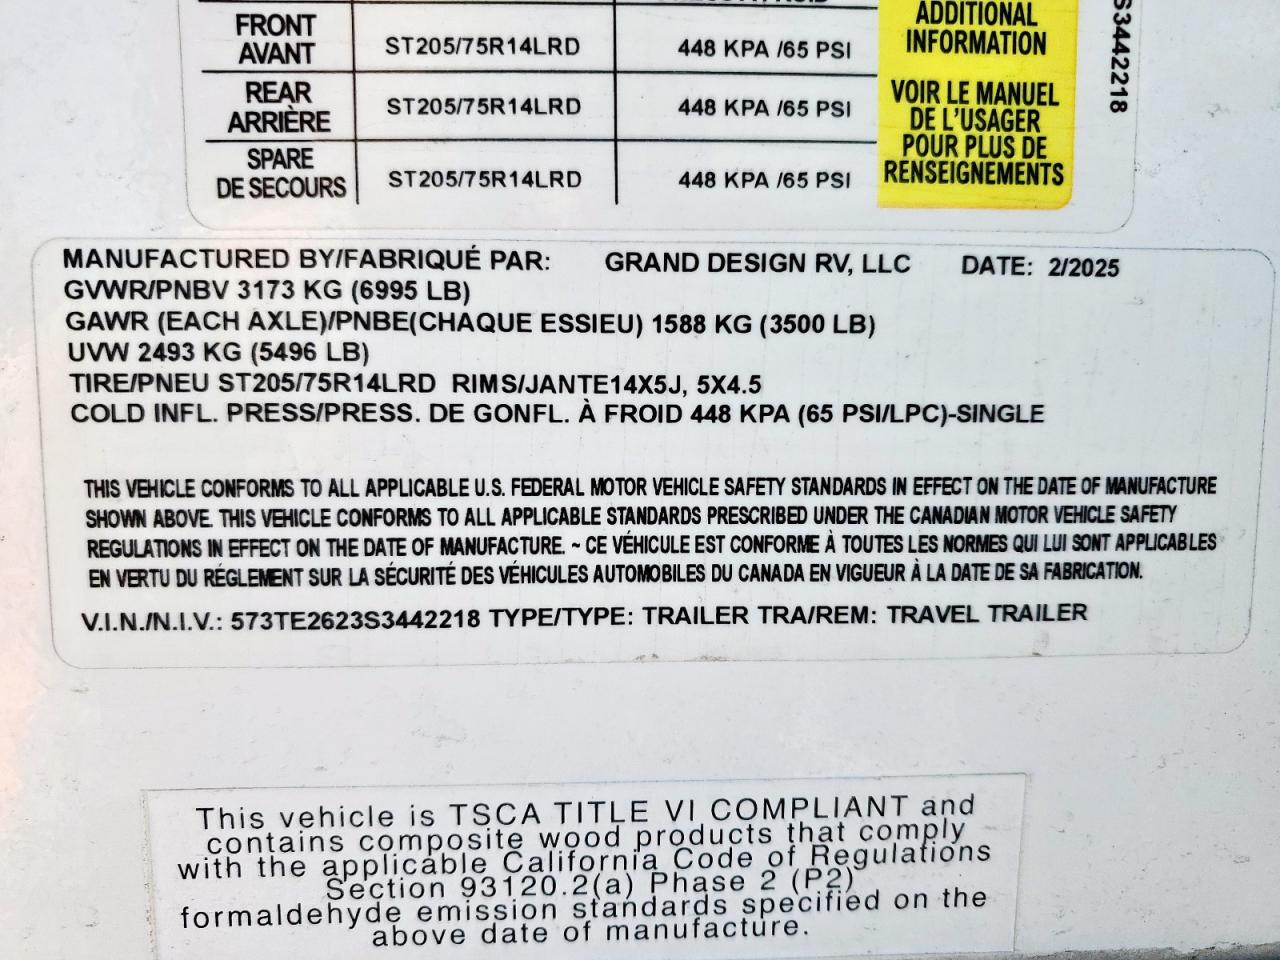 FRONT
AVANT
ST205/75R14LRD
448 KPA /65 PSI
REAR
ARRIÈRE
ST205/75R14LRD
448 KPA /65 PSI
SPARE
DE SECOURS
ST205/75R14LRD
448 KPA /65 PSI
ADDITIONAL
INFORMATION
VOIR LE MANUEL
DE L'USAGER
POUR PLUS DE
RENSEIGNEMENTS
S3442218
MANUFACTURED BY/FABRIQUÉ PAR: GRAND DESIGN RV, LLC DATE: 2/2025
GVWR/PNBV 3173 KG (6995 LB)
GAWR (EACH AXLE)/PNBE(CHAQUE ESSIEU) 1588 KG (3500 LB)
UVW 2493 KG (5496 LB)
TIRE/PNEU ST205/75R14LRD RIMS/JANTE14X5J, 5X4.5
COLD INFL. PRESS/PRESS. DE GONFL. À FROID 448 KPA (65 PSI/LPC)-SINGLE
THIS VEHICLE CONFORMS TO ALL APPLICABLE U.S. FEDERAL MOTOR VEHICLE SAFETY STANDARDS IN EFFECT ON THE DATE OF MANUFACTURE
SHOWN ABOVE. THIS VEHICLE CONFORMS TO ALL APPLICABLE STANDARDS PRESCRIBED UNDER THE CANADIAN MOTOR VEHICLE SAFETY
REGULATIONS IN EFFECT ON THE DATE OF MANUFACTURE. ~ CE VÉHICULE EST CONFORME À TOUTES LES NORMES QUI LUI SONT APPLICABLES
EN VERTU DU RÉGLEMENT SUR LA SÉCURITÉ DES VÉHICULES AUTOMOBILES DU CANADA EN VIGUEUR À LA DATE DE SA FABRICATION.
V.I.N./N.I.V.: 573TE2623S3442218 TYPE/TYPE: TRAILER TRA/REM: TRAVEL TRAILER
This vehicle is TSCA TITLE VI COMPLIANT and
contains composite wood products that comply
with the applicable California Code of Regulations
Section 93120.2(a) Phase 2 (P2)
formaldehyde emission standards specified on the
above date of manufacture.